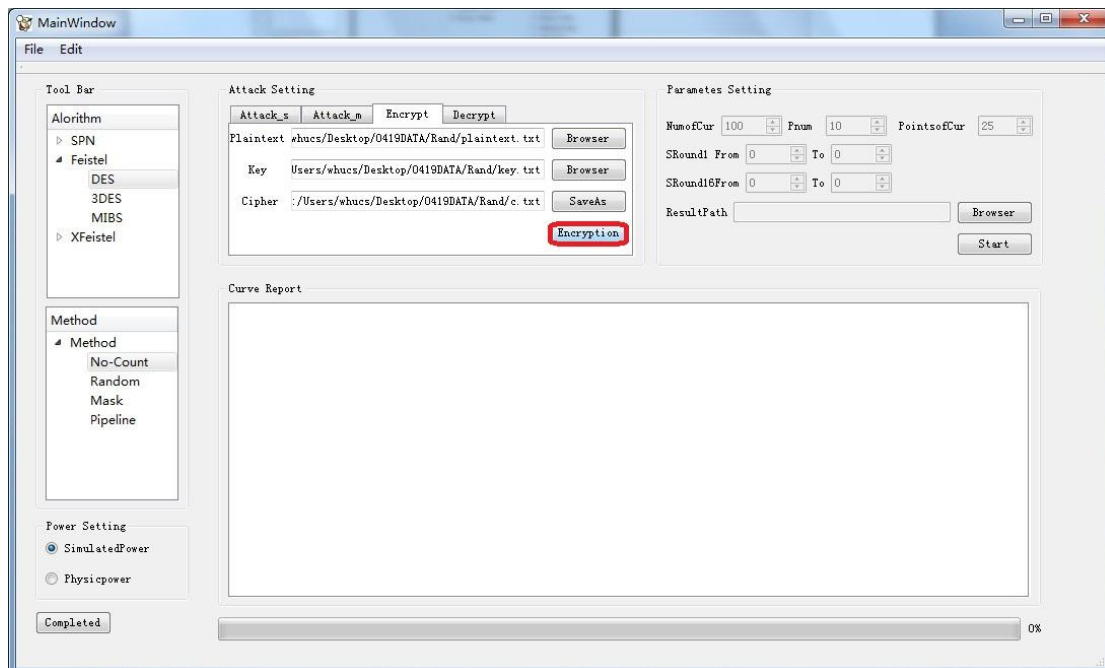 MainWindow
File Edit
Tool Bar
Alorithm
SPN
Feistel
DES
3DES
MIBS
XFeistel
Method
Method
No-Count
Random
Mask
Pipeline
Power Setting
SimulatedPower
Physicpower
Completed
Attack Setting
Attack_s Attack_m Encrypt Decrypt
Plaintext whucs/Desktop/0419DATA/Rand/plaintext.txt Browser
Key Users/whucs/Desktop/0419DATA/Rand/key.txt Browser
Cipher :/Users/whucs/Desktop/0419DATA/Rand/c.txt SaveAs
Encryption
Parametes Setting
NumofCur 100 Pnum 10 PointsofCur 25
SRound1 From 0 To 0
SRound16From 0 To 0
ResultPath Browser
Start
Curve Report
0%